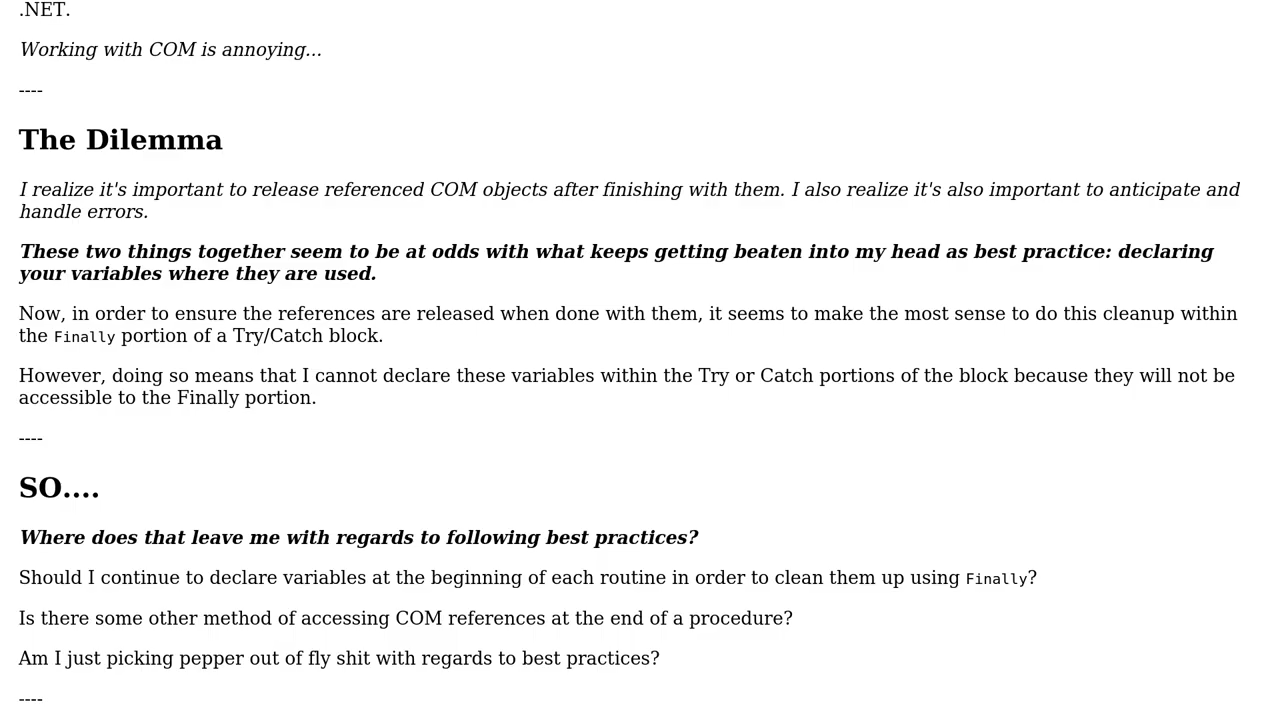 .NET.
Working with COM is annoying...
----
The Dilemma
I realize it's important to release referenced COM objects after finishing with them. I also realize it's also important to anticipate and
handle errors.
These two things together seem to be at odds with what keeps getting beaten into my head as best practice: declaring
your variables where they are used.
Now, in order to ensure the references are released when done with them, it seems to make the most sense to do this cleanup within
the Finally portion of a Try/Catch block.
However, doing so means that I cannot declare these variables within the Try or Catch portions of the block because they will not be
accessible to the Finally portion.
----
SO....
Where does that leave me with regards to following best practices?
Should I continue to declare variables at the beginning of each routine in order to clean them up using Finally?
Is there some other method of accessing COM references at the end of a procedure?
Am I just picking pepper out of fly shit with regards to best practices?
----